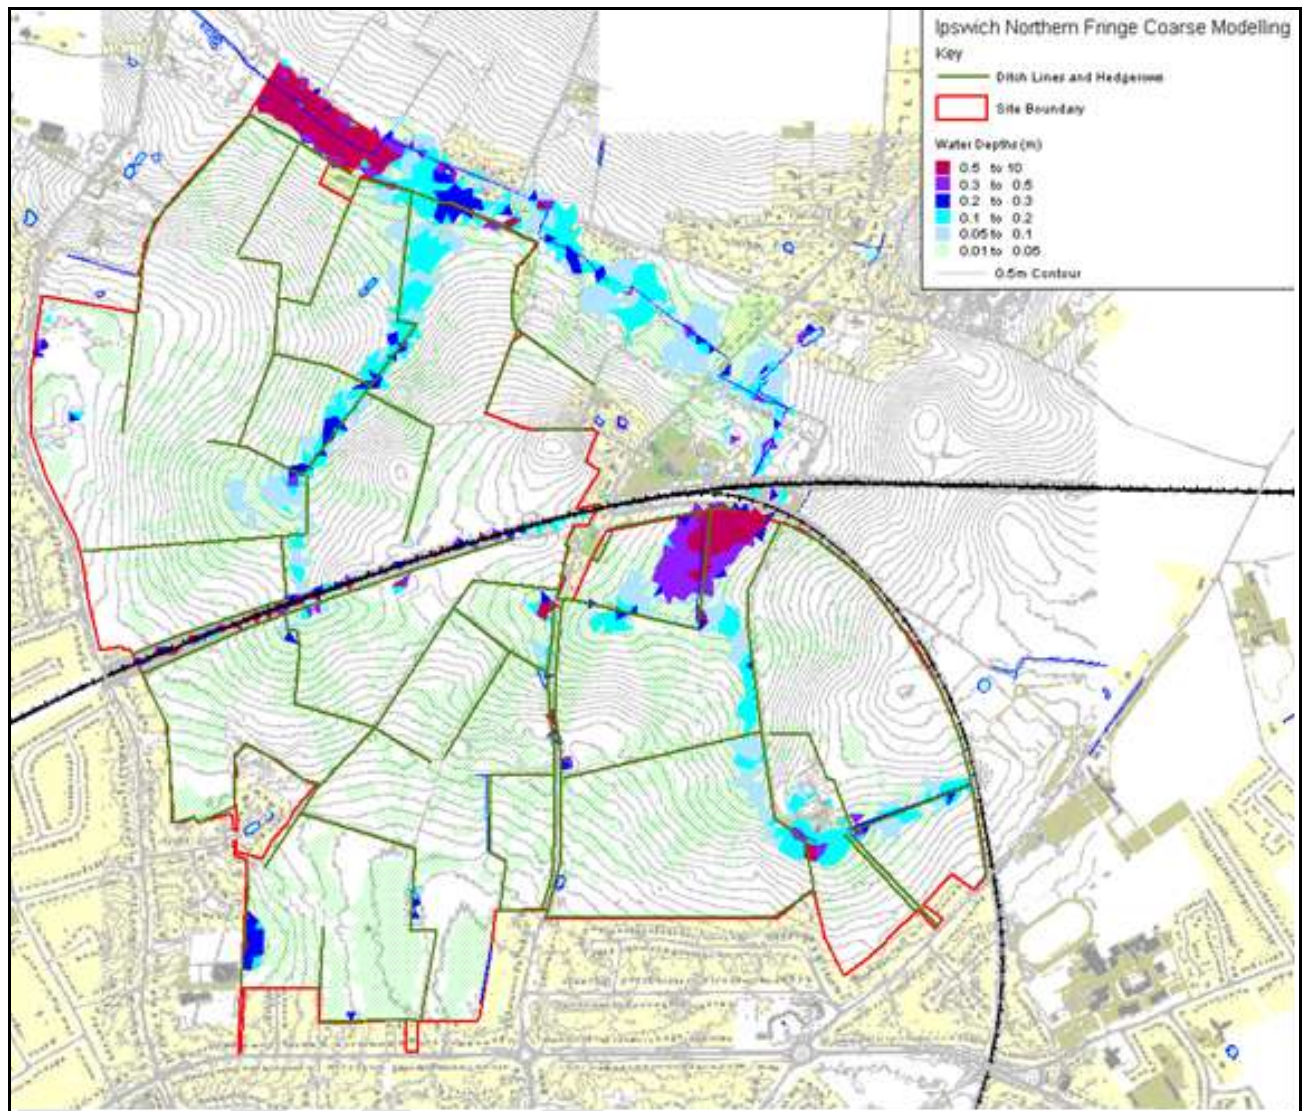 Ipswich Northern Fringe Coarse Modelling
Key
Ditch Lines and Hedgerows
Site Boundary
Water Depths (m)
0.5 to 10
0.3 to 0.5
0.2 to 0.3
0.1 to 0.2
0.05 to 0.1
0.01 to 0.05
0.5m Contour